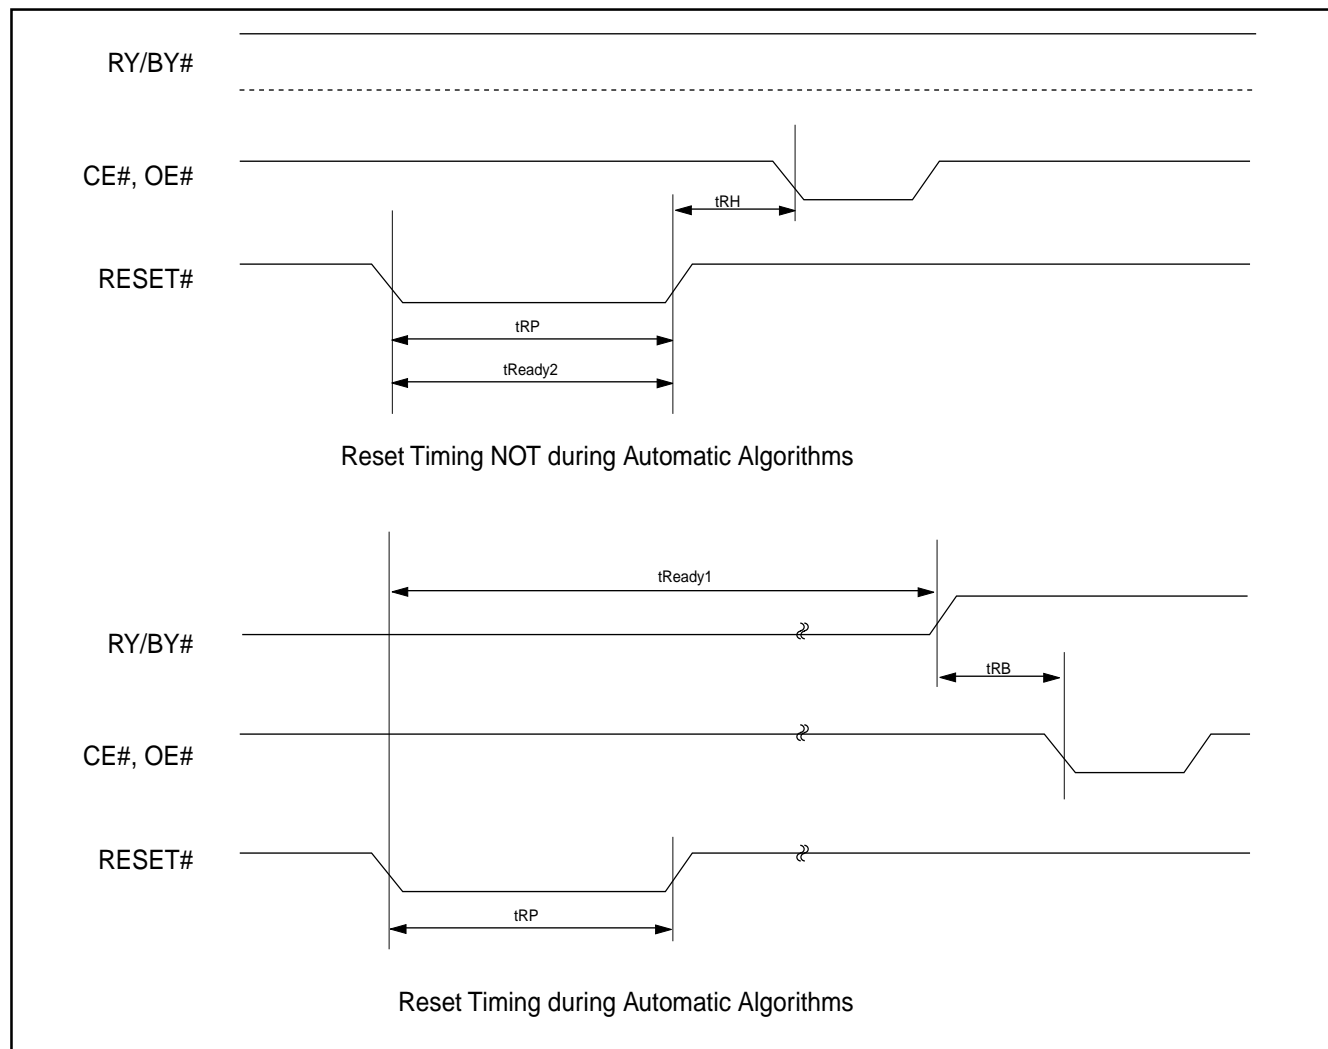 RY/BY#
CE#, OE#
tRH
RESET#
tRP
tReady2
Reset Timing NOT during Automatic Algorithms
tReady1
RY/BY#
tRB
CE#, OE#
RESET#
tRP
Reset Timing during Automatic Algorithms